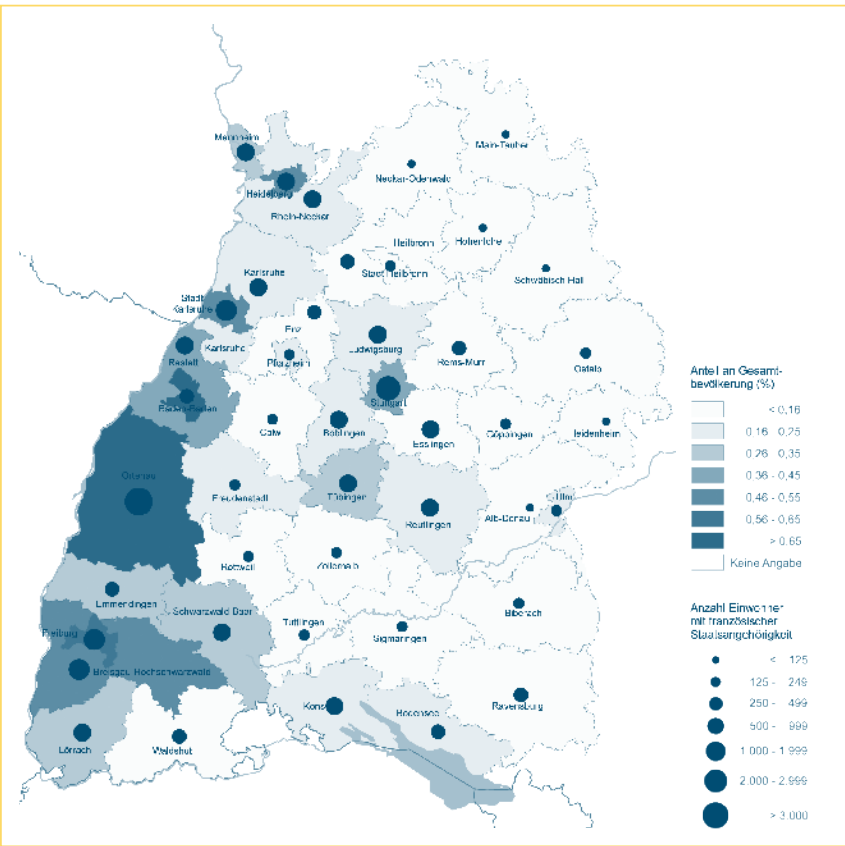 Mannheim
Main-Tauber
Neckar-Odenwald
Heidelberg
Rhein-Neckar
Heilbronn
Hohenlohe
Karlsruhe
Stadt Heilbronn
Schwäbisch Hall
Stadt
Karlsruhe
Enz
Karlsruhe
Ludwigsburg
Rems-Murr
Rastatt
Pforzheim
Ostalb
Baden-Baden
Stuttgart
Calw
Böblingen
Esslingen
Göppingen
Heidenheim
Ortenau
Freudenstadt
Tübingen
Reutlingen
Alb-Donau
Ulm
Rottweil
Zollernalb
Emmendingen
Schwarzwald Baar
Tuttlingen
Sigmaringen
Biberach
Freiburg
Breisgau Hochschwarzwald
Konst
Bodensee
Ravensburg
Lörrach
Waldshut
Anteil an Gesamt-
bevölkerung (%)
< 0,16
0,16 - 0,25
0,26 - 0,35
0,36 - 0,45
0,46 - 0,55
0,56 - 0,65
> 0,65
Keine Angabe
Anzahl Einwohner
mit französischer
Staatsangehörigkeit
< 125
125 - 249
250 - 499
500 - 999
1.000 - 1.999
2.000 - 2.999
> 3.000